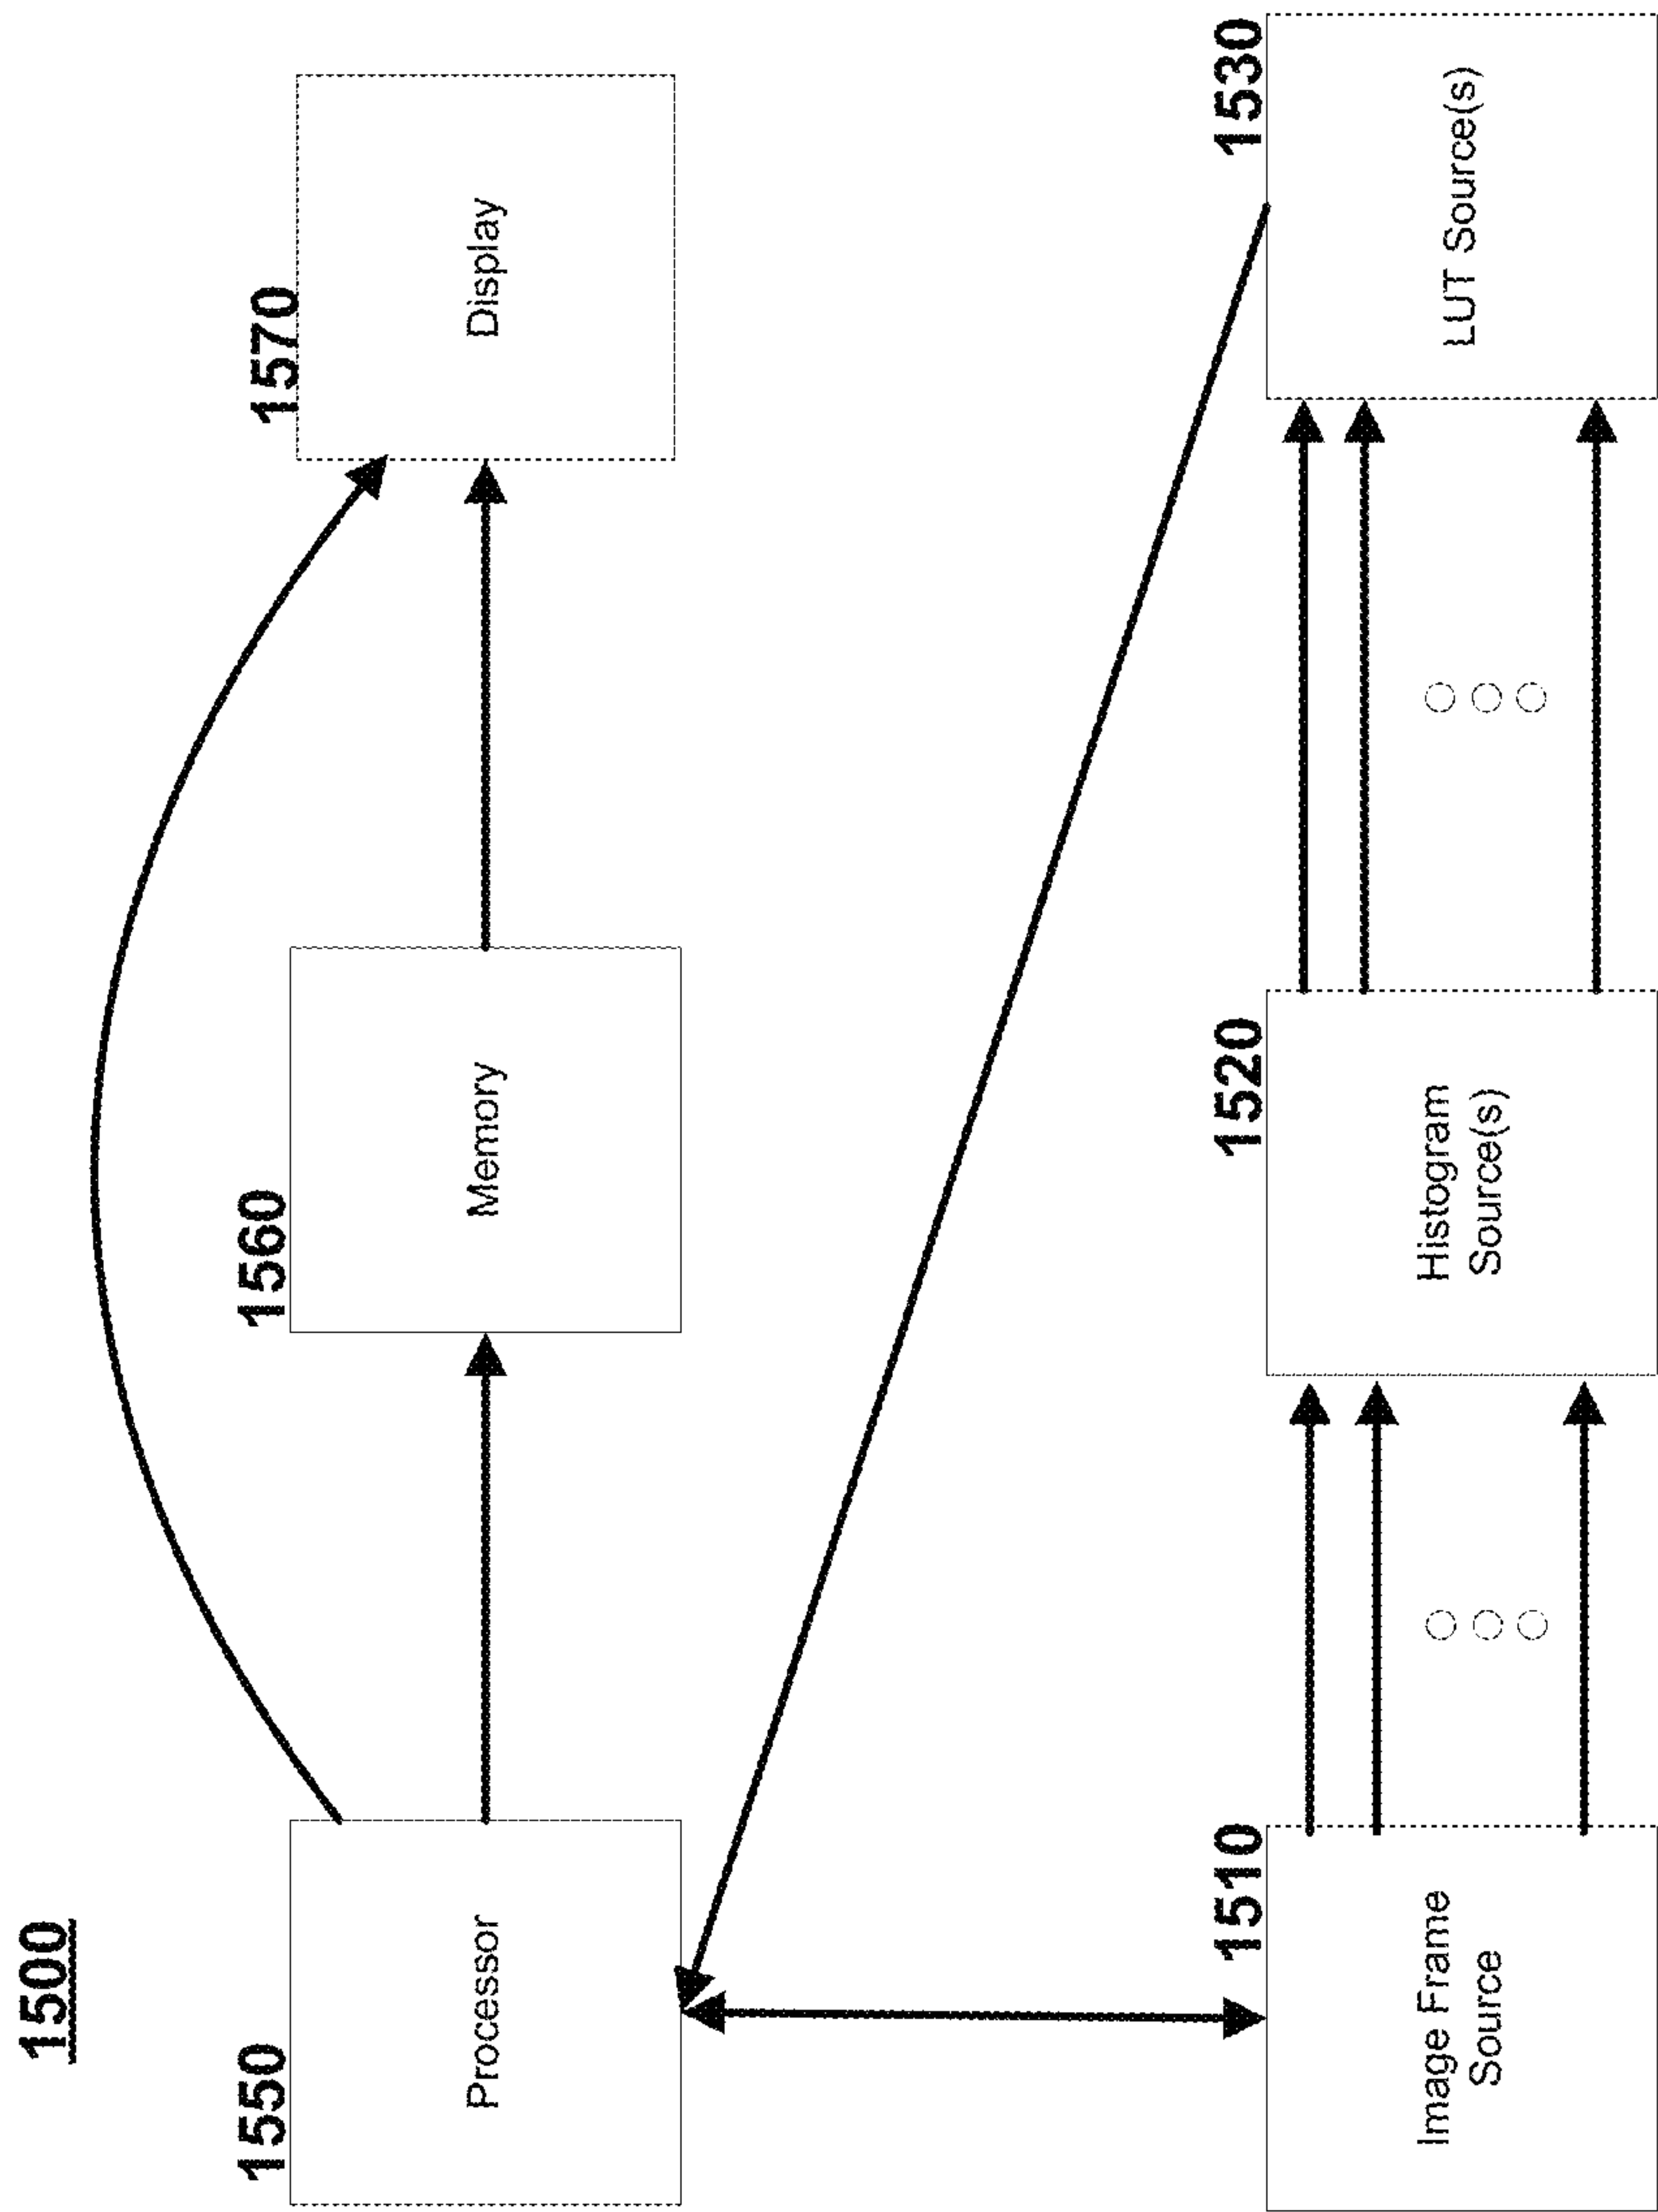 1500
1550
Processor
1560
Memory
1570
Display
1510
Image Frame
Source
1520
Histogram
Source(s)
1530
LUT Source(s)